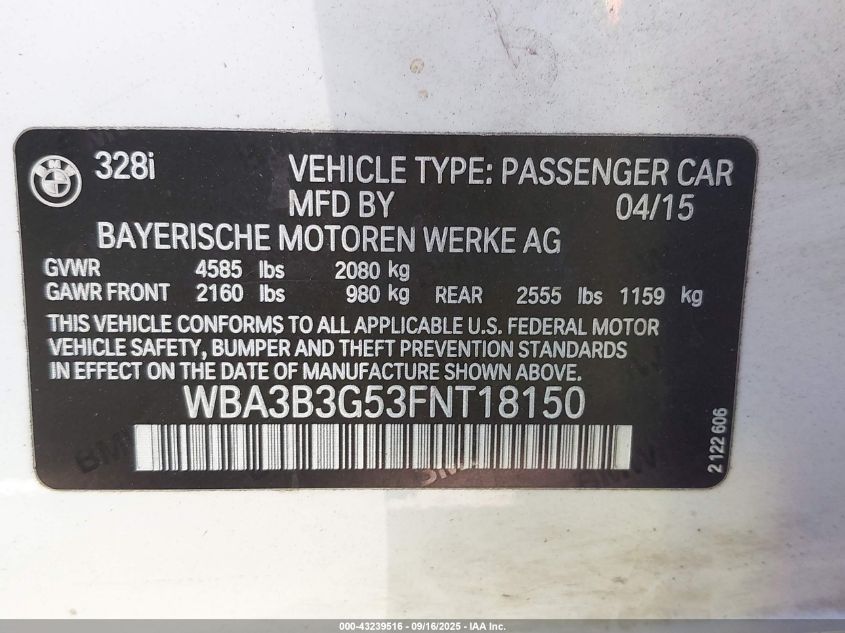 BMW 328i VEHICLE TYPE: PASSENGER CAR
MFD BY 04/15
BAYERISCHE MOTOREN WERKE AG
GVWR 4585 lbs 2080 kg
GAWR FRONT 2160 lbs 980 kg REAR 2555 lbs 1159 kg
THIS VEHICLE CONFORMS TO ALL APPLICABLE U.S. FEDERAL MOTOR
VEHICLE SAFETY, BUMPER AND THEFT PREVENTION STANDARDS
IN EFFECT ON THE DATE OF MANUFACTURE SHOWN ABOVE.
WBA3B3G53FNT18150
2 122 606
000-43239516 - 09/16/2025 - IAA Inc.